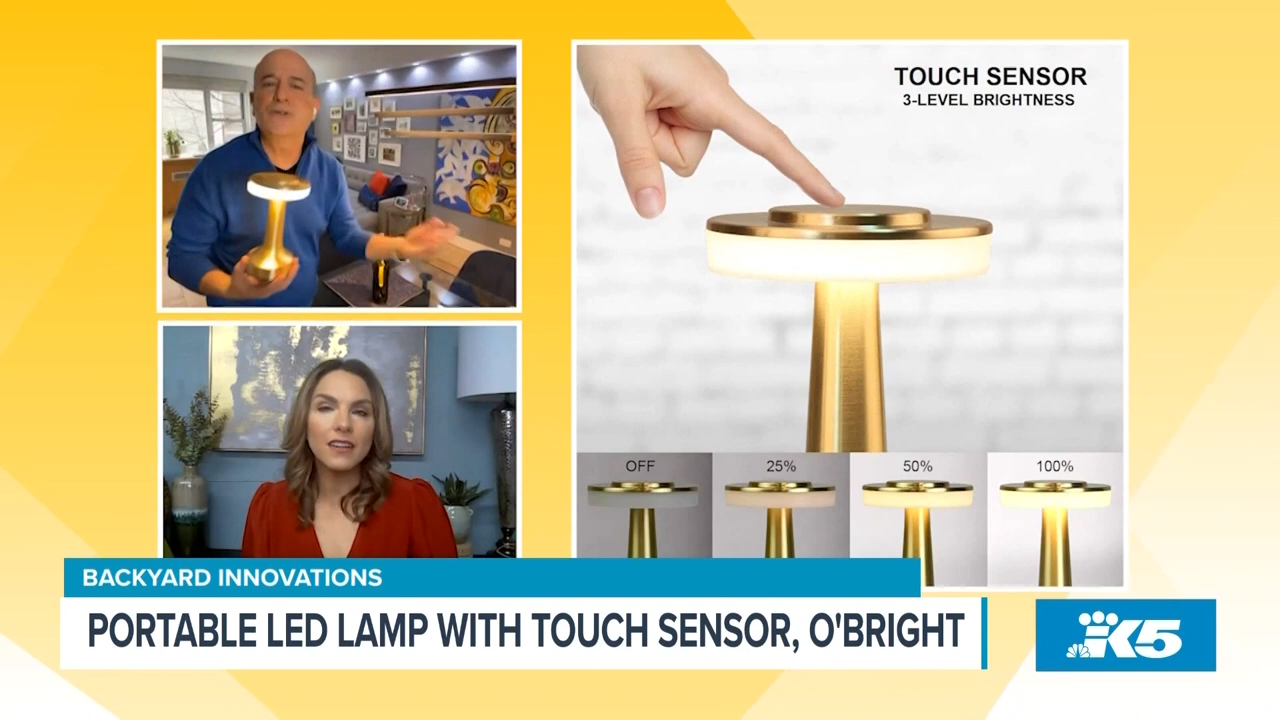 TOUCH SENSOR
3-LEVEL BRIGHTNESS
OFF 25% 50% 100%
BACKYARD INNOVATIONS
PORTABLE LED LAMP WITH TOUCH SENSOR, O'BRIGHT
K5